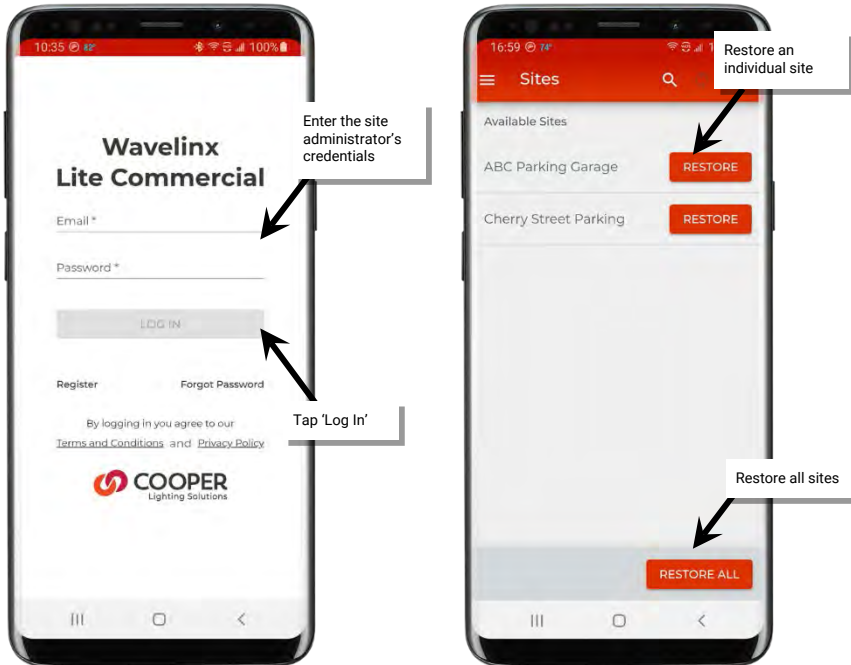 10:35 82° 100%
Wavelinx
Lite Commercial
Email *
Password *
LOG IN
Register Forgot Password
By logging in you agree to our
Terms and Conditions and Privacy Policy
COOPER
Lighting Solutions
Enter the site
administrator's
credentials
Tap 'Log In'
16:59 74°
Sites
Available Sites
ABC Parking Garage RESTORE
Cherry Street Parking RESTORE
RESTORE ALL
Restore an
individual site
Restore all sites